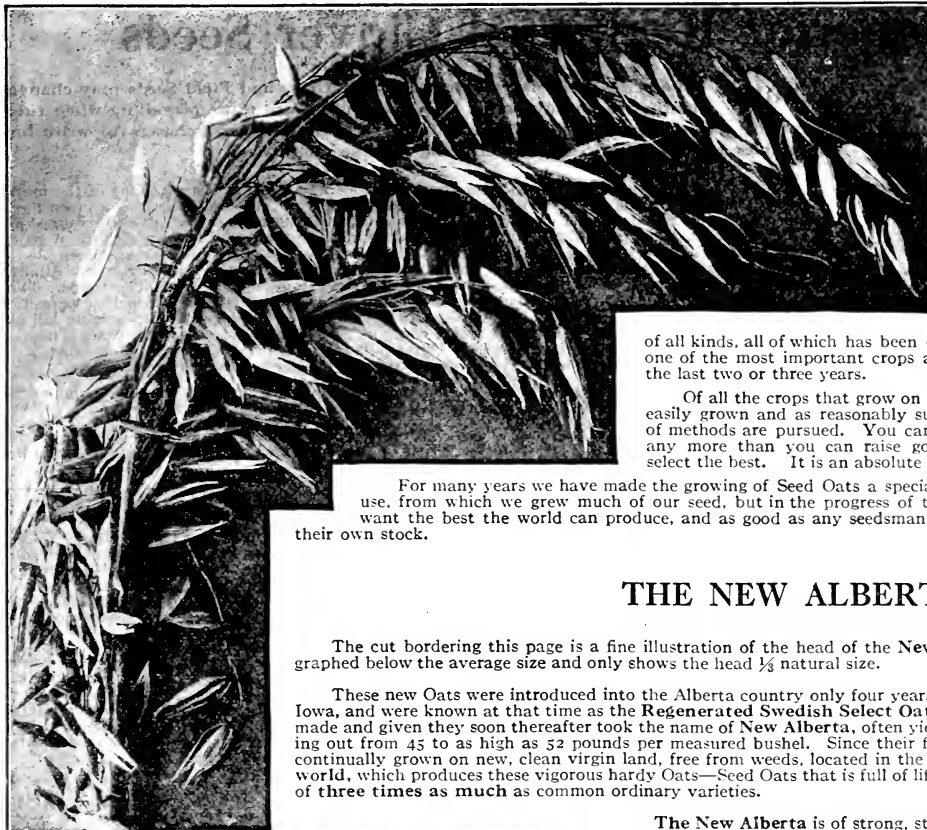 of all kinds, all of which has been
one of the most important crops a
the last two or three years.
Of all the crops that grow on
easily grown and as reasonably su
of methods are pursued. You can
any more than you can raise go
select the best. It is an absolute
For many years we have made the growing of Seed Oats a specia
use, from which we grew much of our seed, but in the progress of t
want the best the world can produce, and as good as any seedsman
their own stock.
THE NEW ALBERT
The cut bordering this page is a fine illustration of the head of the New
graphed below the average size and only shows the head ⅓ natural size.
These new Oats were introduced into the Alberta country only four year
Iowa, and were known at that time as the Regenerated Swedish Select Oat
made and given they soon thereafter took the name of New Alberta, often yie
ing out from 45 to as high as 52 pounds per measured bushel. Since their f
continually grown on new, clean virgin land, free from weeds, located in the
world, which produces these vigorous hardy Oats—Seed Oats that is full of lif
of three times as much as common ordinary varieties.
The New Alberta is of strong, st